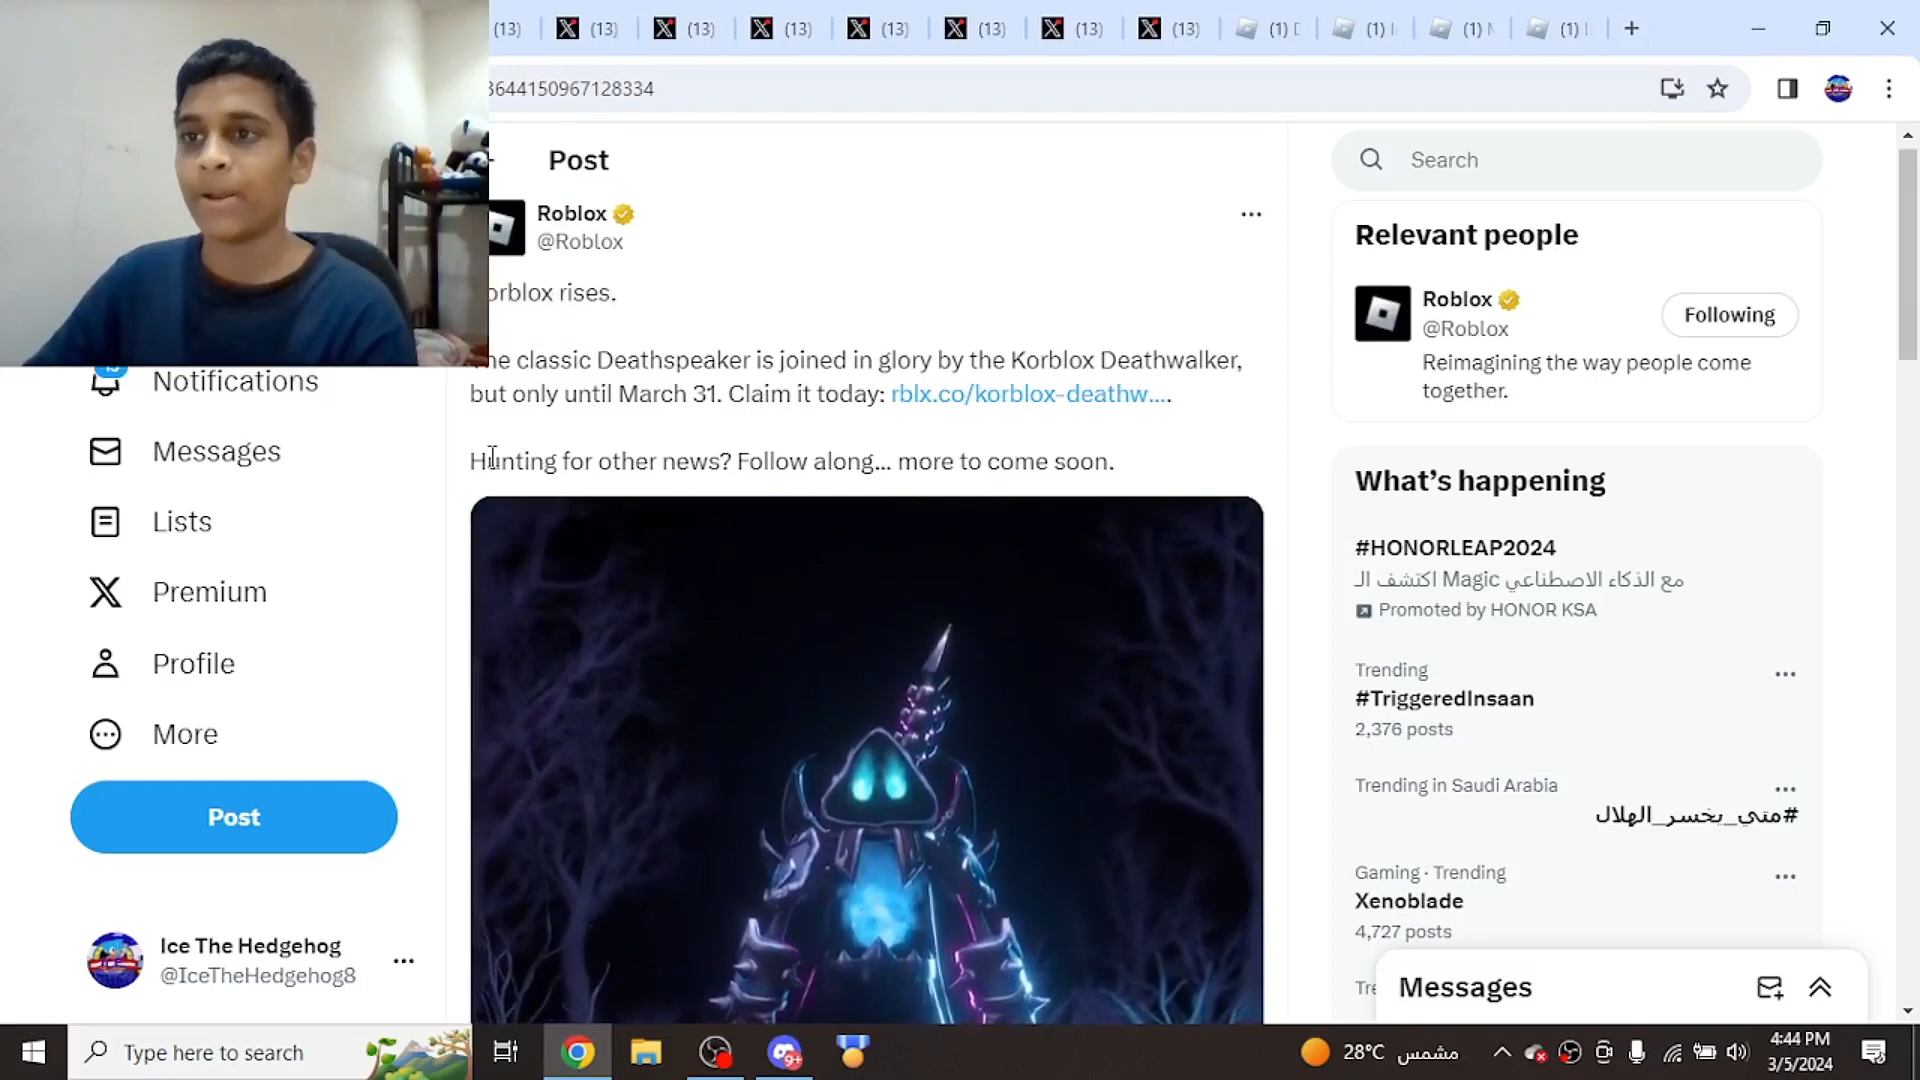 (13)
(13)
(13)
(13)
(13)
(13)
(13)
(13)
(1)
(1)
(1)
(1)
3644150967128334
Post
Roblox
@Roblox
orblox rises.
he classic Deathspeaker is joined in glory by the Korblox Deathwalker,
but only until March 31. Claim it today: rblx.co/korblox-deathw....
Hunting for other news? Follow along... more to come soon.
Notifications
Messages
Lists
Premium
Profile
More
Post
Ice The Hedgehog
@IceTheHedgehog8
Search
Relevant people
Roblox
@Roblox
Following
Reimagining the way people come
together.
What's happening
#HONORLEAP2024
اكتشف الـ Magic مع الذكاء الاصطناعي
Promoted by HONOR KSA
Trending
#TriggeredInsaan
2,376 posts
Trending in Saudi Arabia
#متي_يخسر_الهلال
Gaming · Trending
Xenoblade
4,727 posts
Tre
Messages
Type here to search
9+
28°C مشمس
4:44 PM
3/5/2024